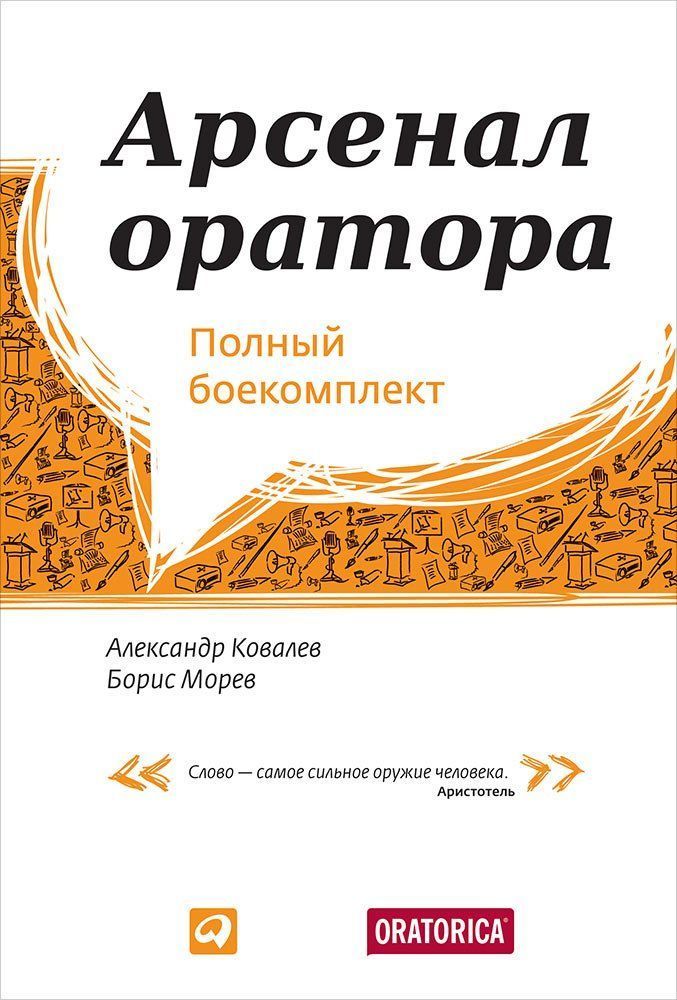 Арсенал
оратора
Полный
боекомплект
Александр Ковалев
Борис Морев
« Слово — самое сильное оружие человека. »
Аристотель
ORATORICA®